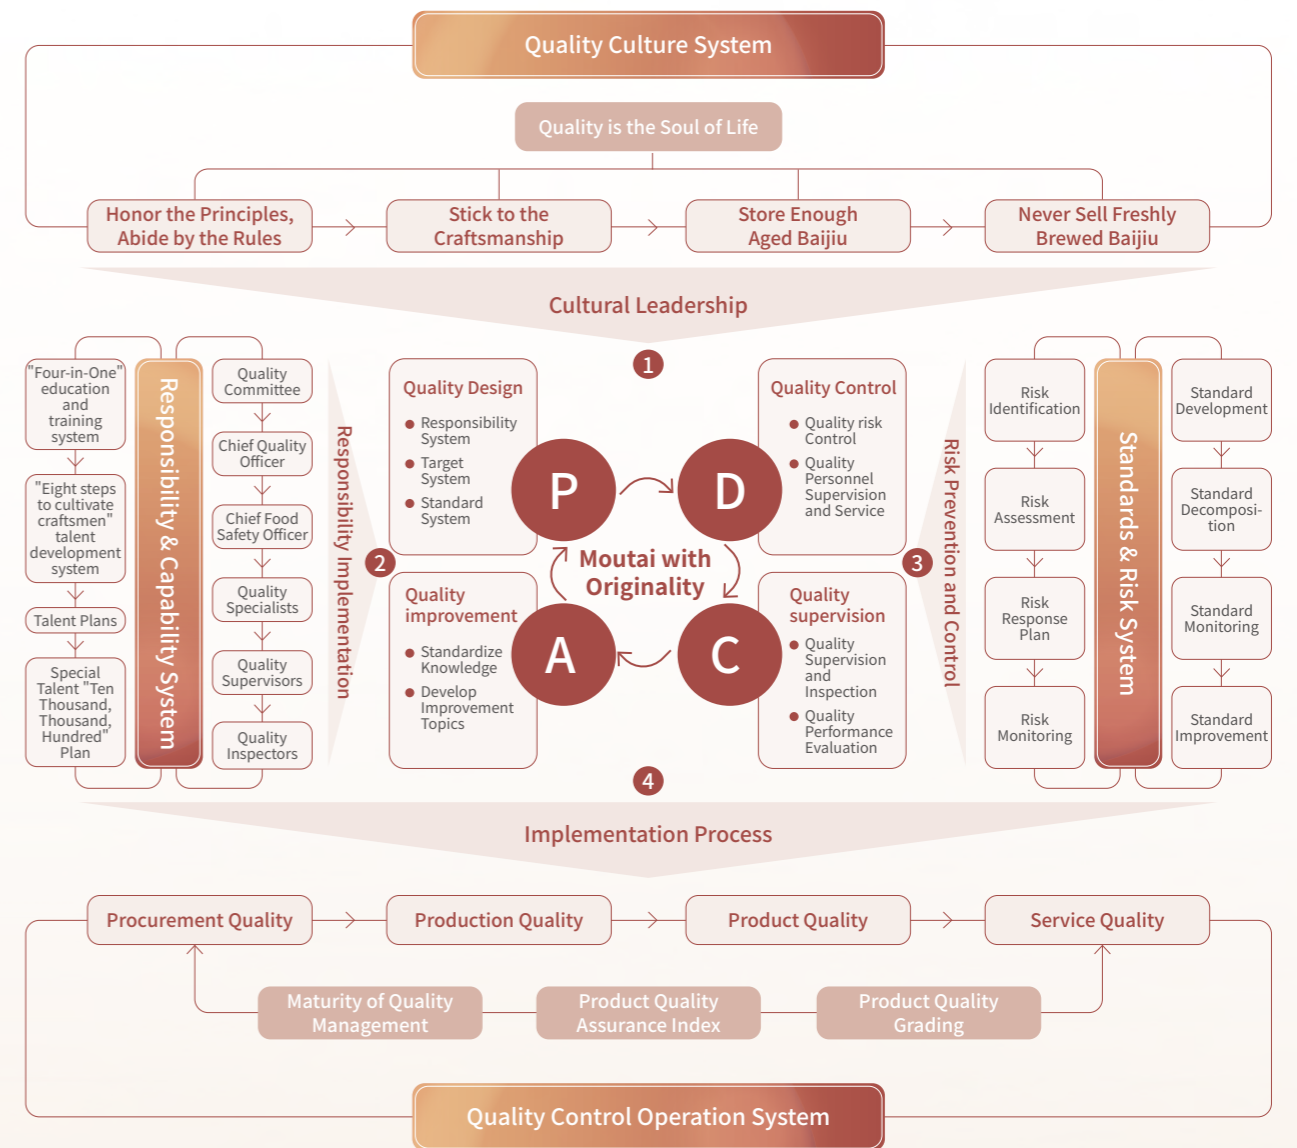 Quality Culture System
Quality is the Soul of Life
Honor the Principles,
Abide by the Rules
Stick to the
Craftsmanship
Store Enough
Aged Baijiu
Never Sell Freshly
Brewed Baijiu
Cultural Leadership
1
"Four-in-One"
education
and
training
system
"Eight steps
to cultivate
craftsmen"
talent
development
system
Talent Plans
Special
Talent "Ten
Thousand,
Thousand,
Hundred"
Plan
Responsibility & Capability System
Quality
Committee
Chief Quality
Officer
Chief Food
Safety Officer
Quality
Specialists
Quality
Supervisors
Quality
Inspectors
Responsibility Implementation
2
Quality Design
Responsibility
System
Target
System
Standard
System
P
Quality Control
Quality risk
Control
Quality
Personnel
Supervision
and Service
D
Moutai with
Originality
Quality
improvement
Standardize
Knowledge
Develop
Improvement
Topics
A
Quality
supervision
Quality
Supervision
and
Inspection
Quality
Performance
Evaluation
C
3
Risk Prevention and Control
Risk
Identification
Risk
Assessment
Risk
Response
Plan
Risk
Monitoring
Standards & Risk System
Standard
Development
Standard
Decomposi-
tion
Standard
Monitoring
Standard
Improvement
4
Implementation Process
Procurement Quality
Production Quality
Product Quality
Service Quality
Maturity of Quality
Management
Product Quality
Assurance Index
Product Quality
Grading
Quality Control Operation System